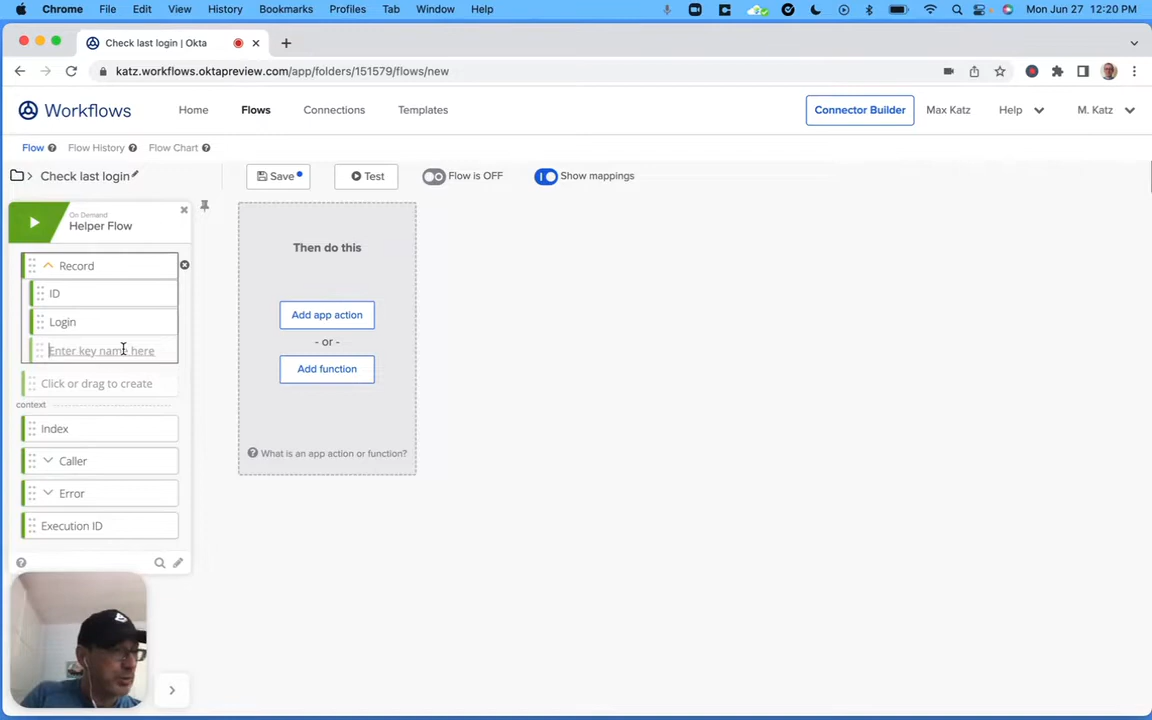 Chrome File Edit View History Bookmarks Profiles Tab Window Help Mon Jun 27 12:20 PM
Check last login | Okta
katz.workflows.oktapreview.com/app/folders/151579/flows/new
Workflows Home Flows Connections Templates Connector Builder Max Katz Help M. Katz
Flow Flow History Flow Chart
Check last login Save Test Flow is OFF Show mappings
On Demand
Helper Flow
Record
ID
Login
Enter key name here
Click or drag to create
context
Index
Caller
Error
Execution ID
Then do this
Add app action
- or -
Add function
What is an app action or function?